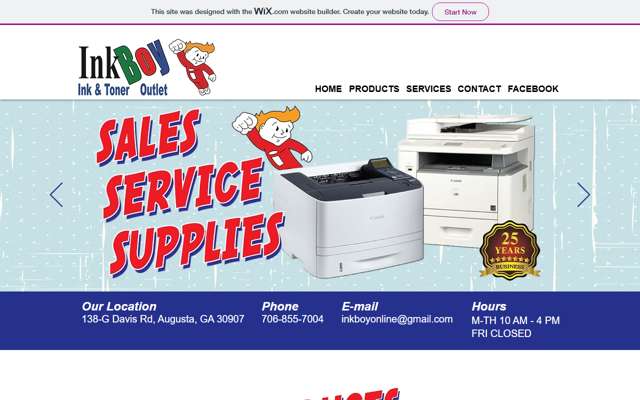 This site was designed with the WiX.com website builder. Create your website today. Start Now
InkBoy
Ink & Toner Outlet
HOME PRODUCTS SERVICES CONTACT FACEBOOK
SALES
SERVICE
SUPPLIES
25
YEARS
BUSINESS
Our Location Phone E-mail Hours
138-G Davis Rd, Augusta, GA 30907 706-855-7004 inkboyonline@gmail.com M-TH 10 AM - 4 PM
FRI CLOSED